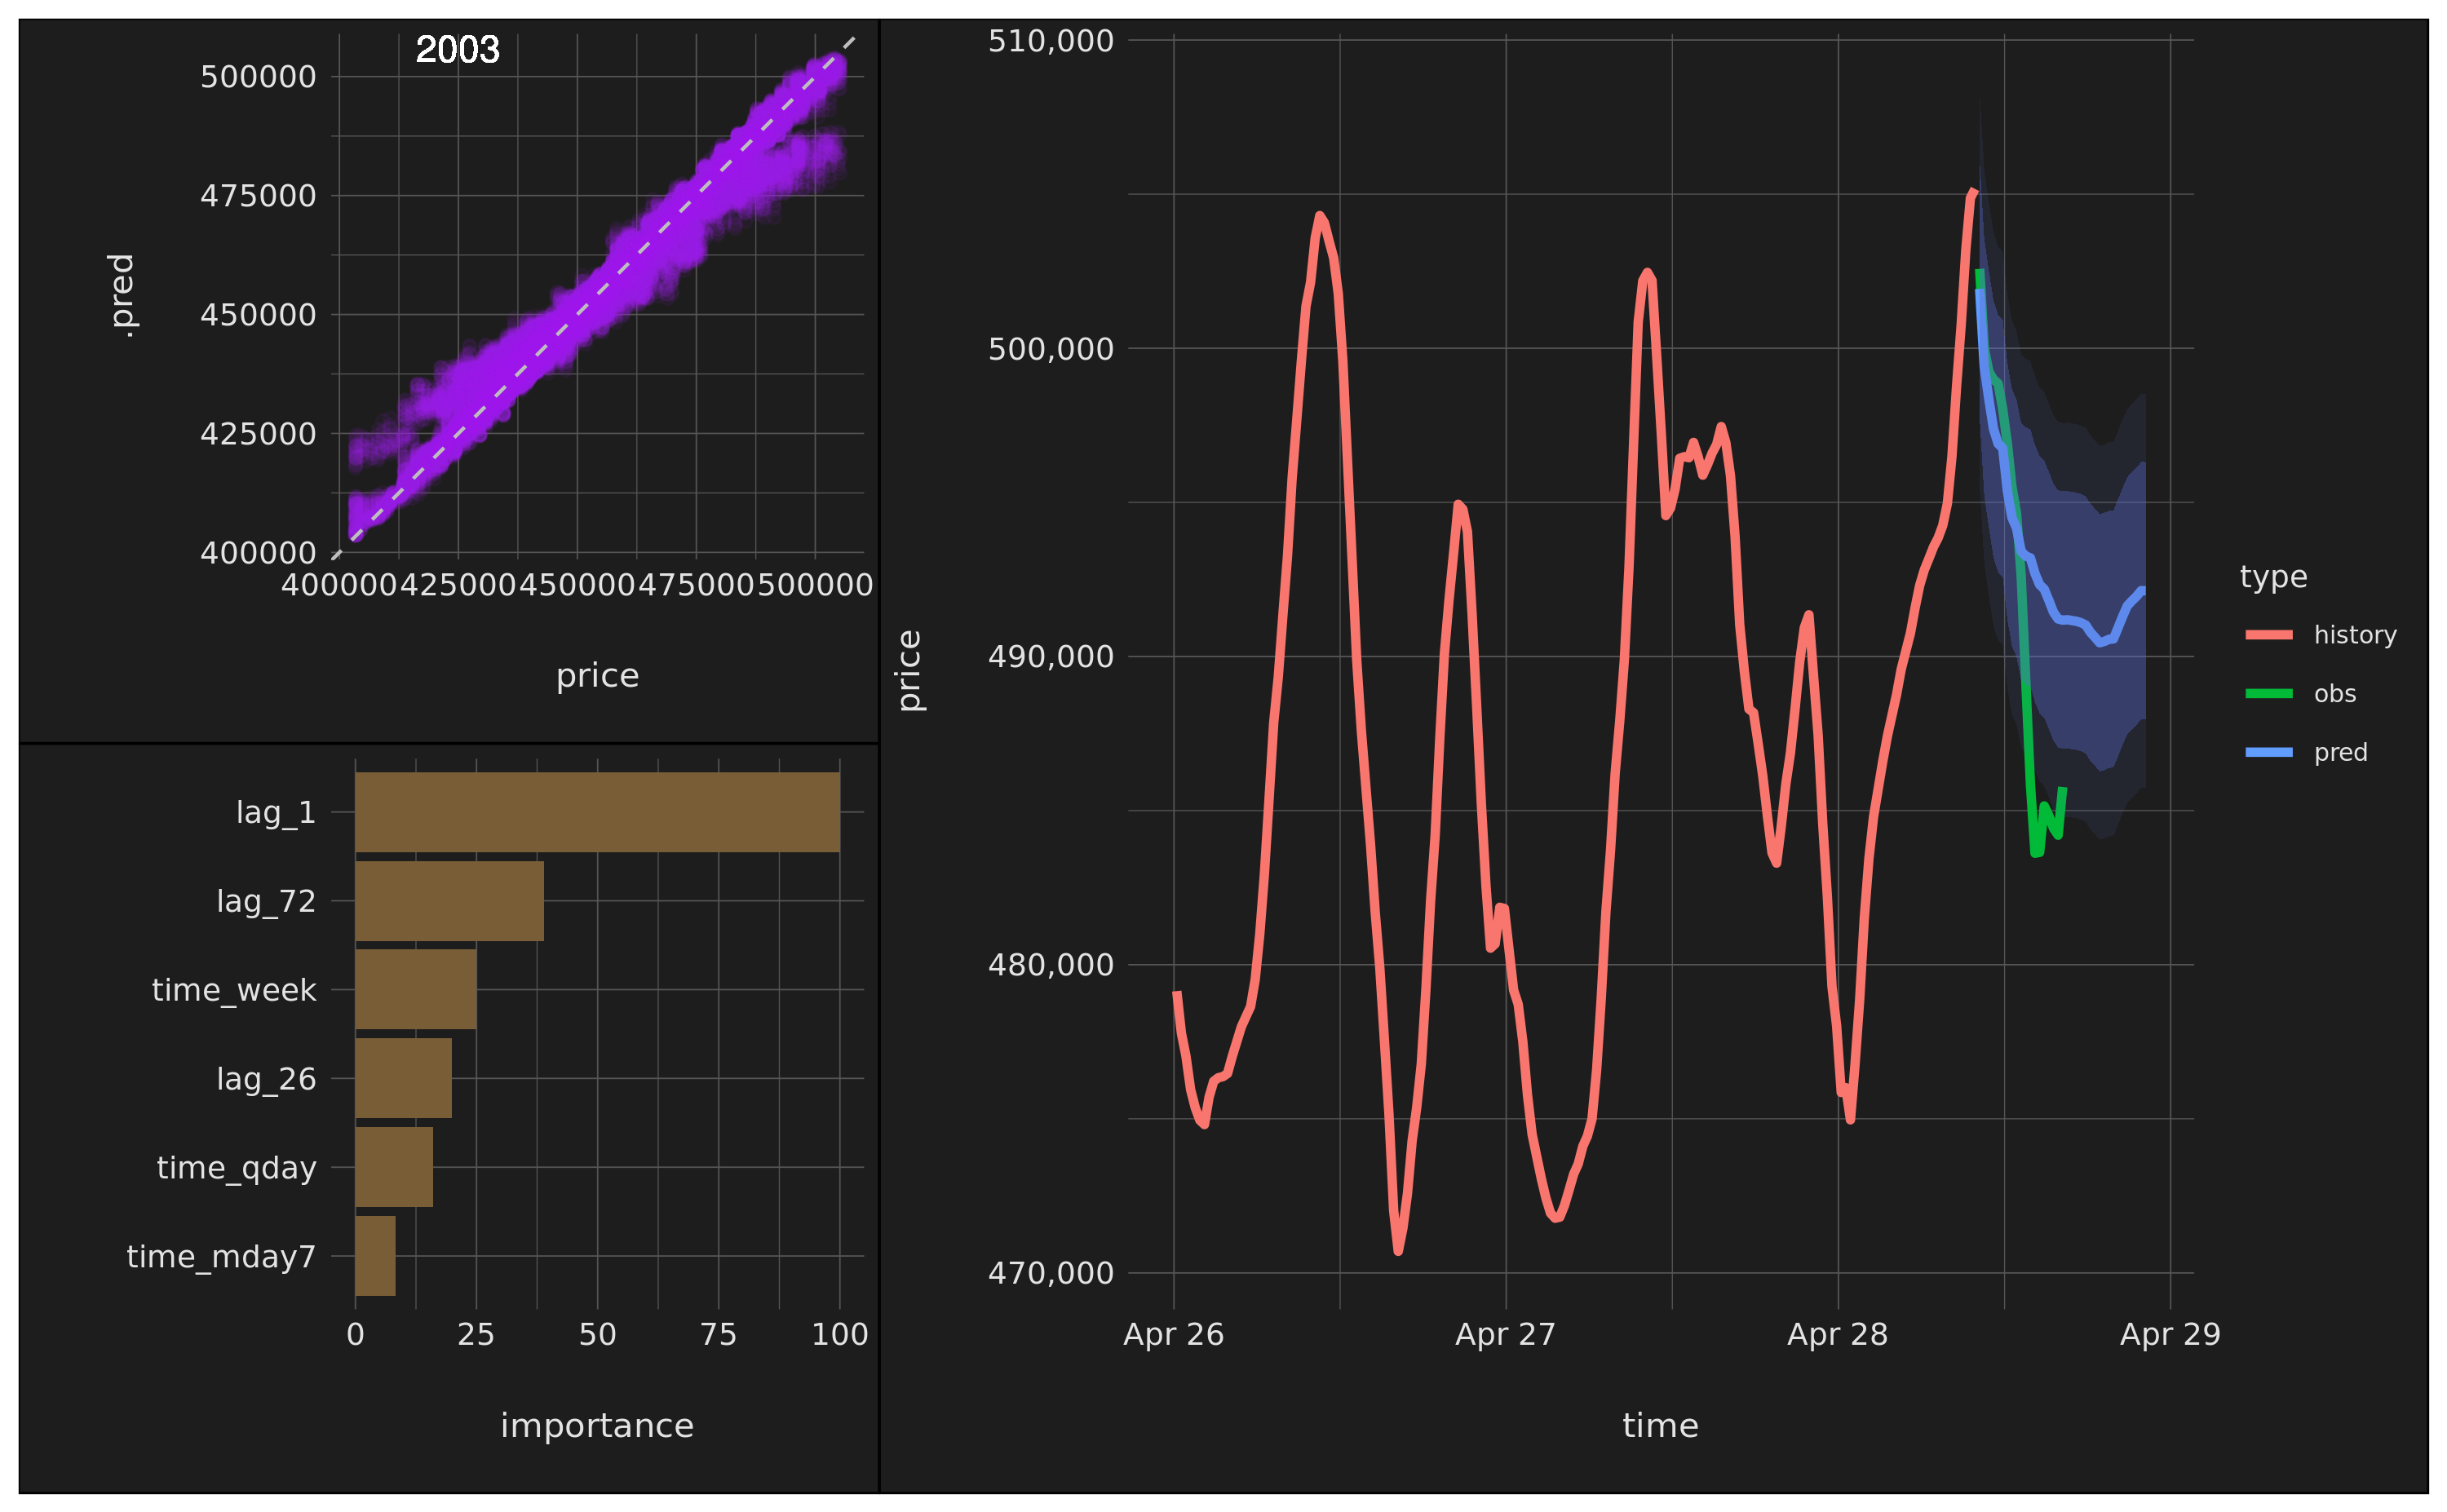 2003
500000
475000
450000
425000
400000
.pred
400000 425000 450000 475000 500000
price
lag_1
lag_72
time_week
lag_26
time_qday
time_mday7
0 25 50 75 100
importance
510,000
500,000
490,000
480,000
470,000
price
Apr 26 Apr 27 Apr 28 Apr 29
time
type
history
obs
pred